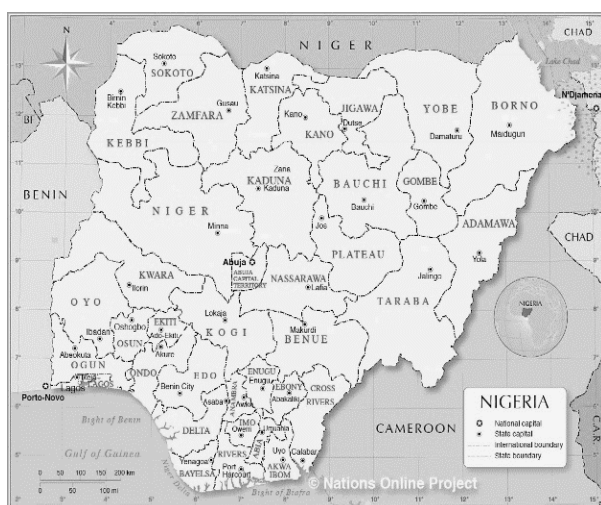 N
NIGER
CHAD
Lake Chad
N'Djamena
Sokoto
SOKOTO
Katsina
KATSINA
Birnin
Kebbi
Gusau
ZAMFARA
KEBBI
Kano
KANO
JIGAWA
Dutse
YOBE
Damaturu
BORNO
Maiduguri
BENIN
NIGER
Minna
Zaria
KADUNA
Kaduna
BAUCHI
Bauchi
GOMBE
Gombe
Jos
ADAMAWA
Yola
CHAD
PLATEAU
Abuja
ABUJA
CAPITAL
TERRITORY
NASSARAWA
Lafia
Jalingo
TARABA
KWARA
Ilorin
OYO
Oshogbo
Ibadan
OSUN
EKITI
Ado-Ekiti
Akure
Lokoja
KOGI
Makurdi
BENUE
Abeokuta
OGUN
Ikeja
Lagos
LAGOS
Porto-Novo
ONDO
EDO
Benin City
ENUGU
Enugu
EBONY
Abakaliki
CROSS
RIVERS
Asaba
ANAMBRA
Awka
IMO
Owerri
Umuahia
ABIA
DELTA
Yenagoa
BAYELSA
RIVERS
Port
Harcourt
Uyo
AKWA
IBOM
Calabar
Bight of Benin
Gulf of Guinea
Niger Delta
Bight of Biafra
CAMEROON
NIGERIA
NIGERIA
National capital
State capital
International boundary
State boundary
0 50 100 150 200 km
0 50 100 mi
© Nations Online Project